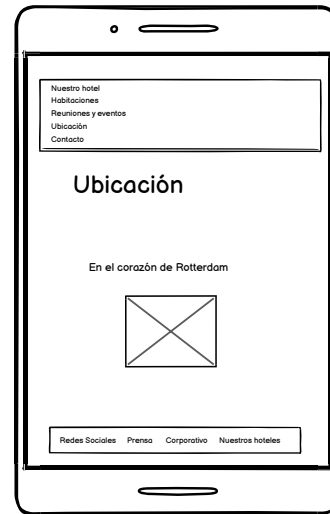 Nuestro hotel
Habitaciones
Reuniones y eventos
Ubicación
Contacto
Ubicación
En el corazón de Rotterdam
Redes Sociales Prensa Corporativo Nuestros hoteles